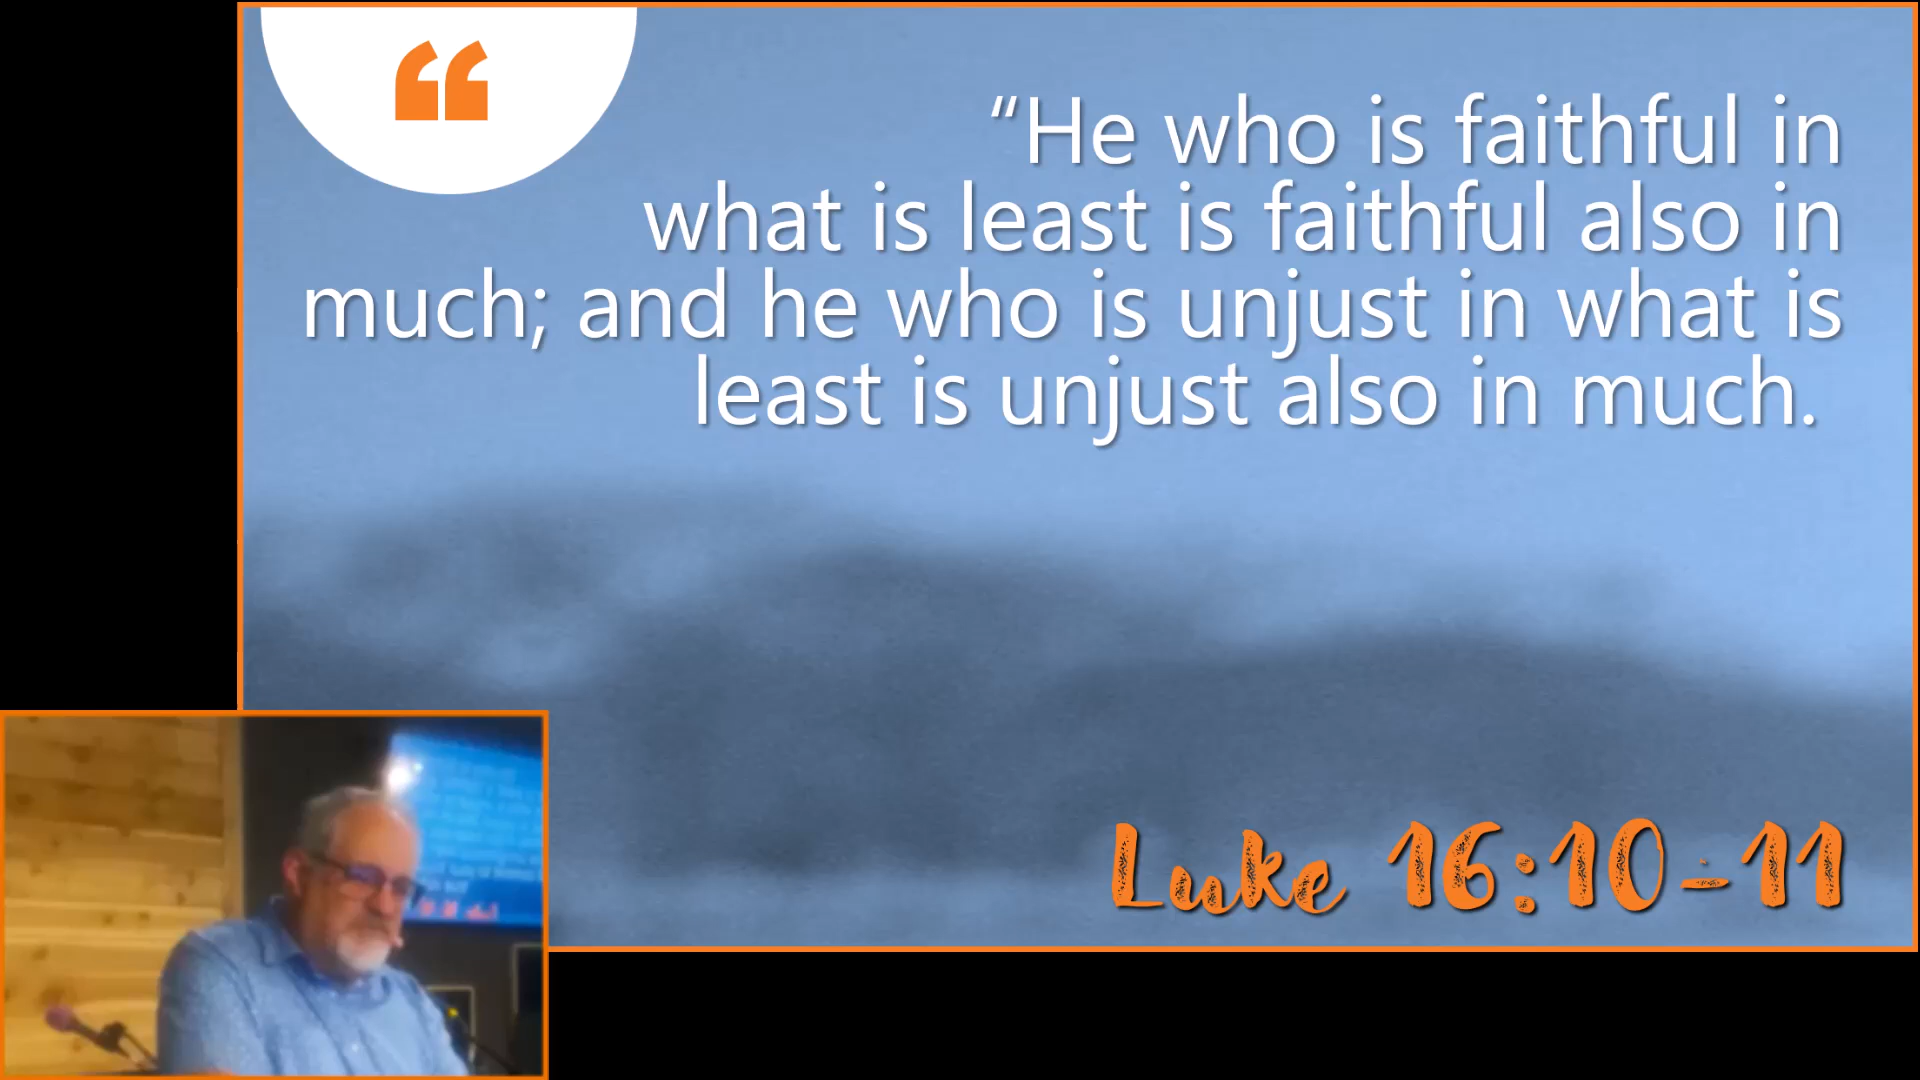 “He who is faithful in
what is least is faithful also in
much; and he who is unjust in what is
least is unjust also in much.
Luke 16:10-11